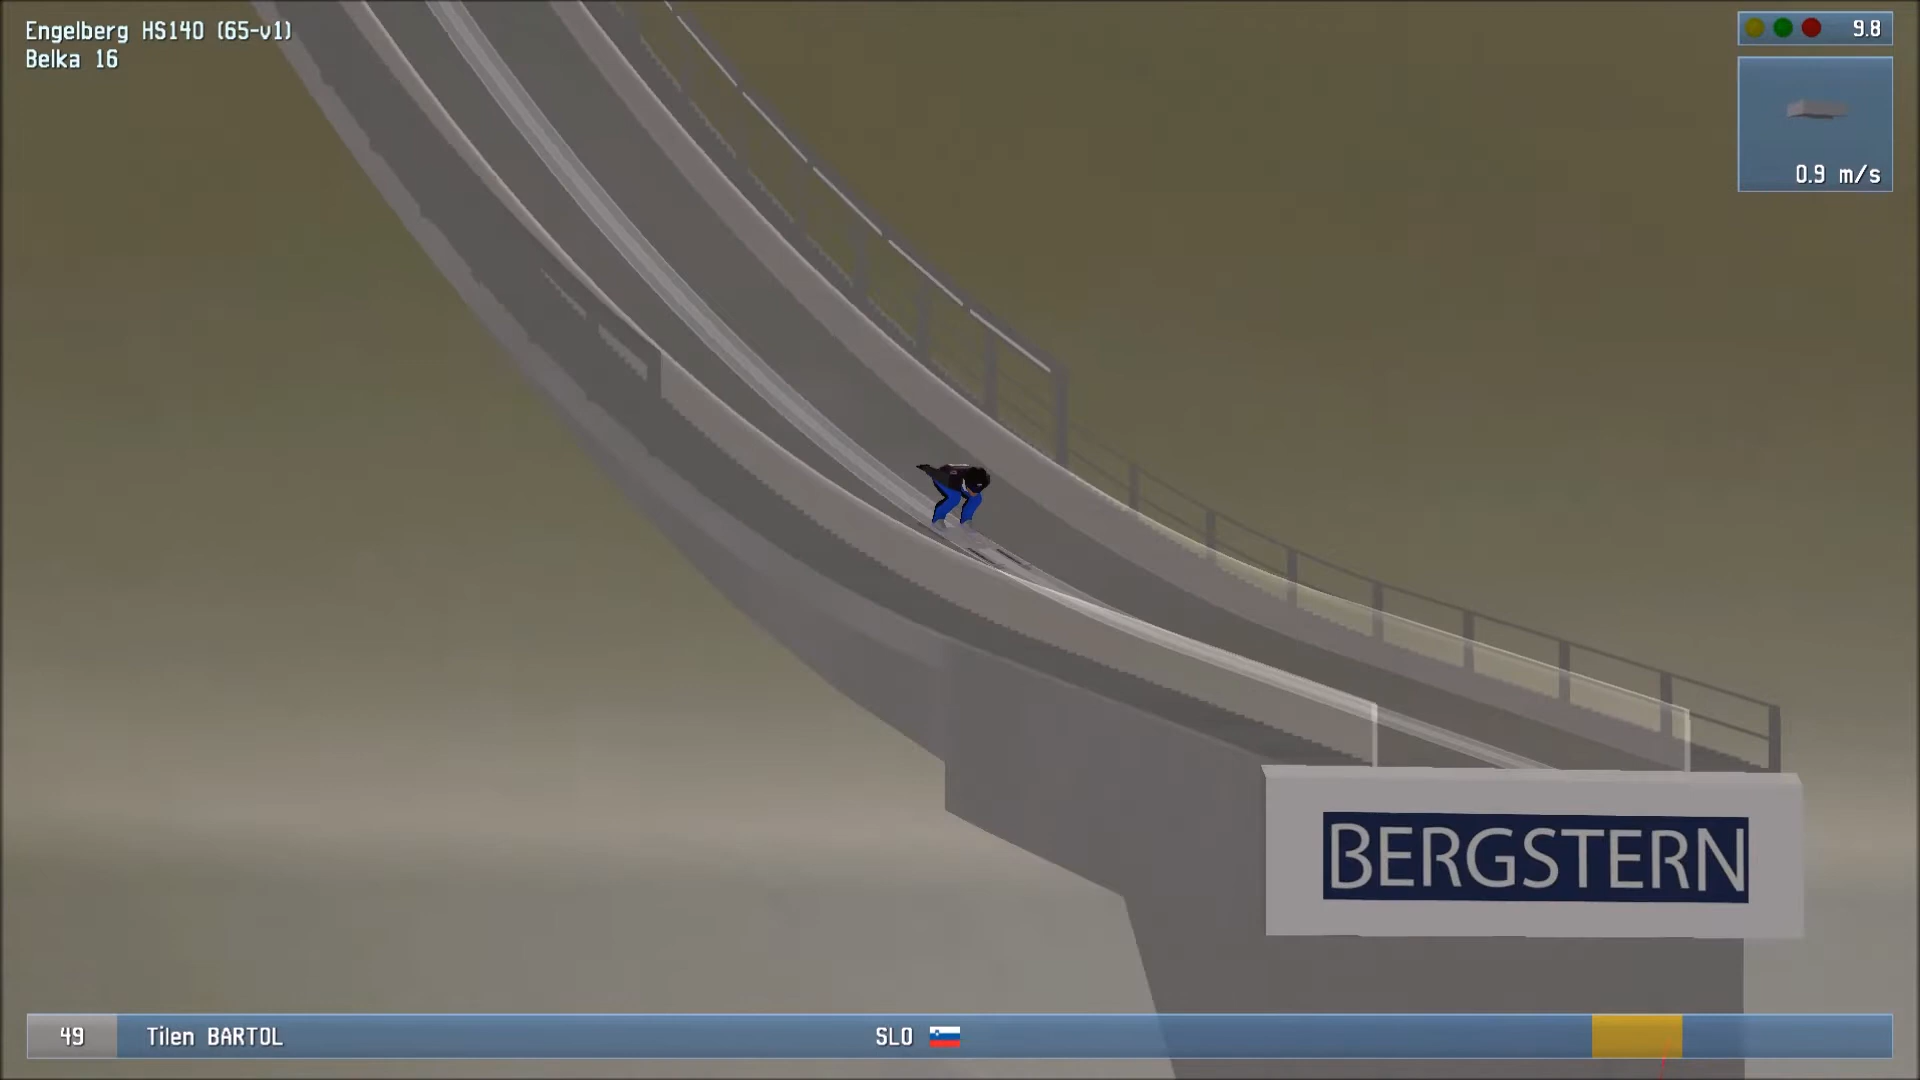 Engelberg HS140 (65-v1)
Belka 16
9.8
0.9 m/s
BERGSTERN
49 Tilen BARTOL SLO